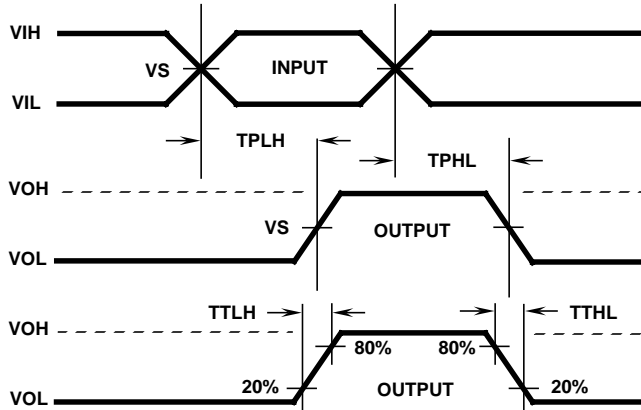 VIH
VS INPUT
VIL
TPLH TPHL
VOH
VS OUTPUT
VOL
TTLH TTHL
VOH
80% 80%
20% 20%
OUTPUT
VOL